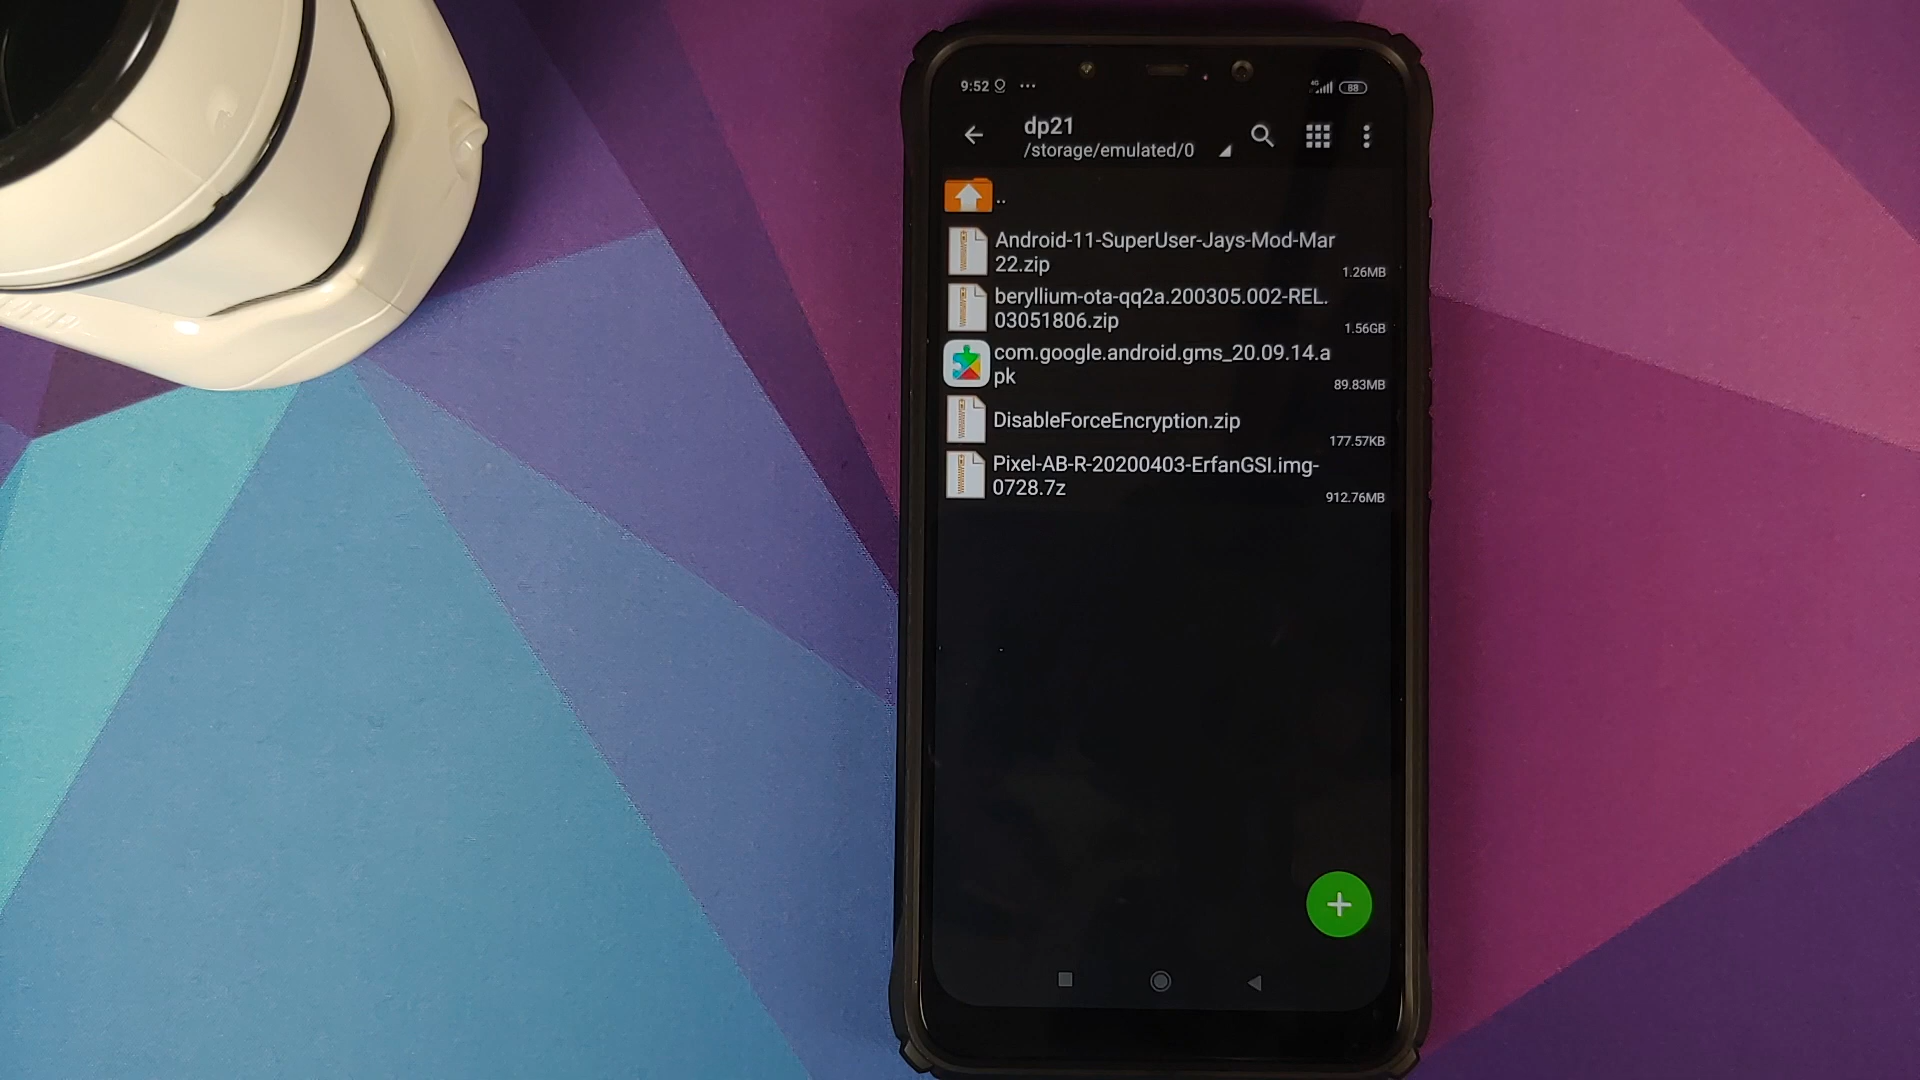 9:52
4G
88
dp21
/storage/emulated/0
..
Android-11-SuperUser-Jays-Mod-Mar
22.zip
1.26MB
beryllium-ota-qq2a.200305.002-REL.
03051806.zip
1.56GB
com.google.android.gms_20.09.14.a
pk
89.83MB
DisableForceEncryption.zip
177.57KB
Pixel-AB-R-20200403-ErfanGSI.img-
0728.7z
912.76MB